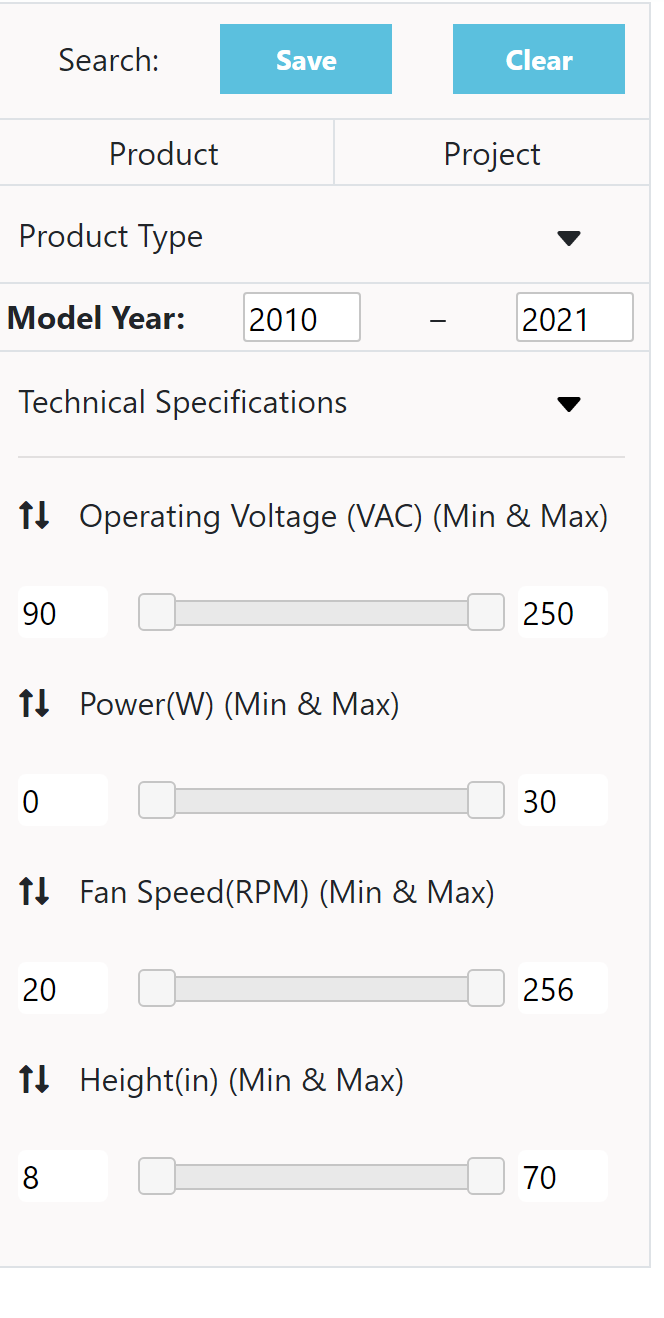 Search: Save Clear
Product Project
Product Type
Model Year: 2010 – 2021
Technical Specifications
Operating Voltage (VAC) (Min & Max)
90 250
Power(W) (Min & Max)
0 30
Fan Speed(RPM) (Min & Max)
20 256
Height(in) (Min & Max)
8 70